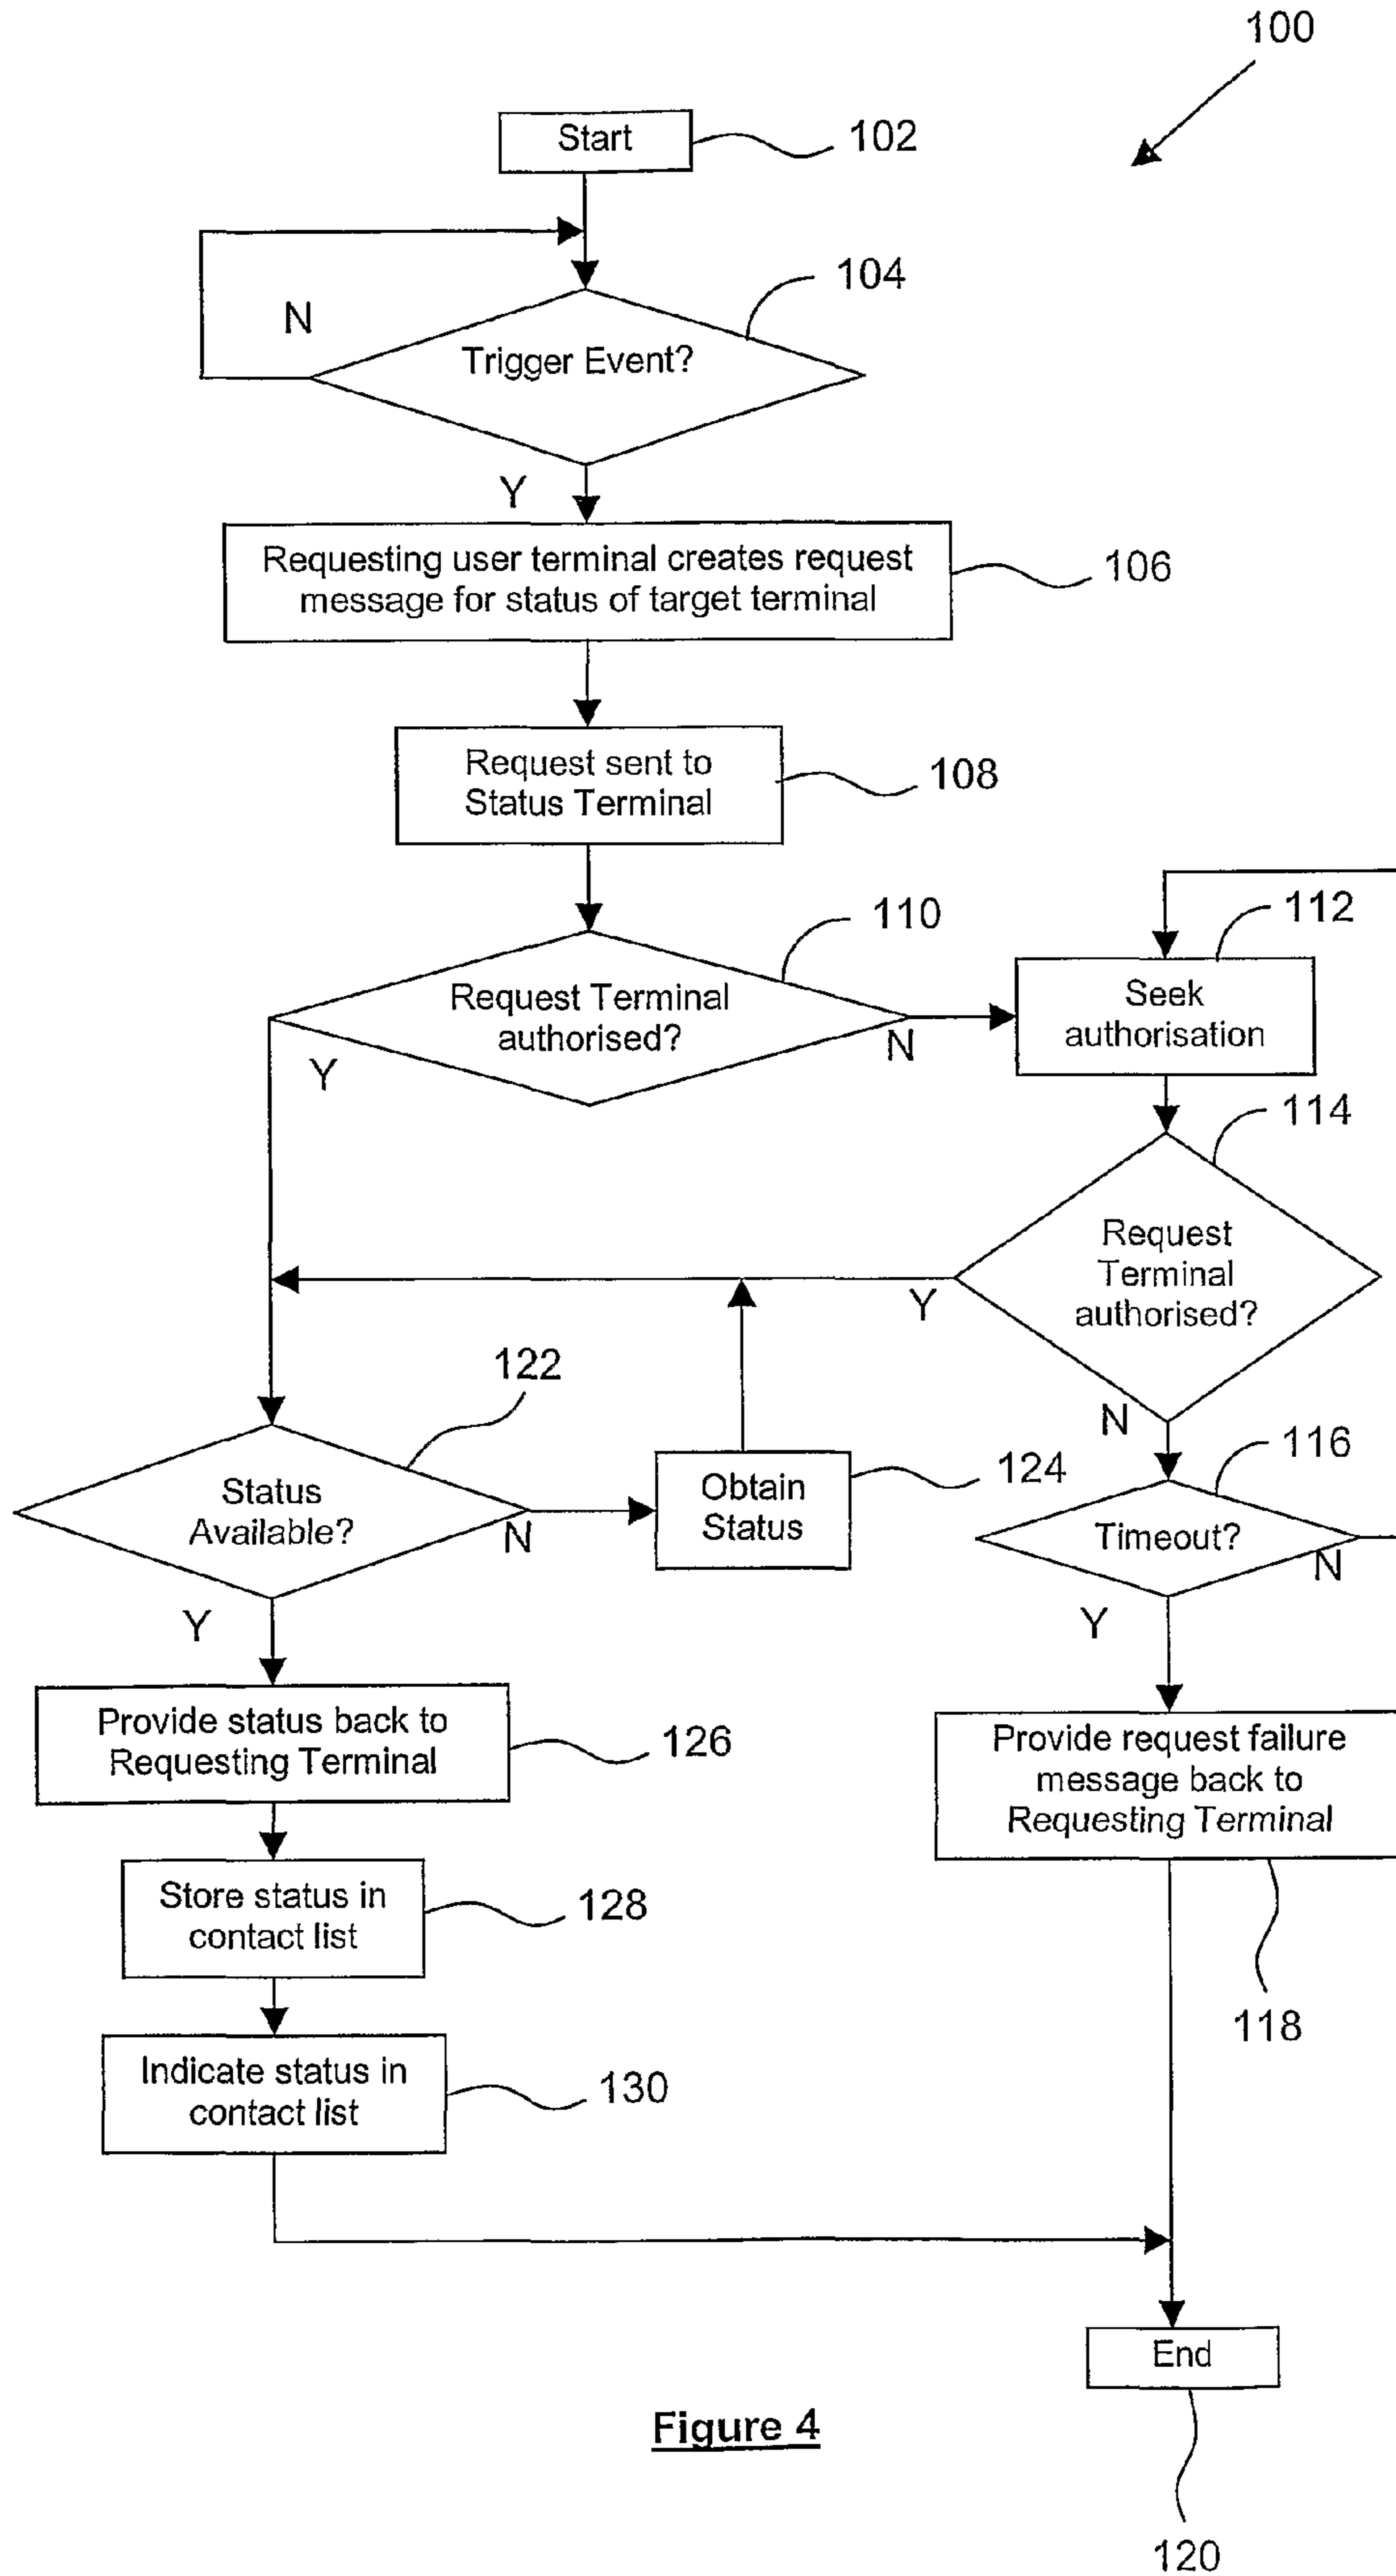 100
Start
102
104
N
Trigger Event?
Y
Requesting user terminal creates request
message for status of target terminal
106
Request sent to
Status Terminal
108
110
112
Request Terminal
authorised?
Seek
authorisation
N
Y
114
Request
Terminal
authorised?
Y
122
N
116
Status
Available?
N
Obtain
Status
124
Timeout?
N
Y
Y
Provide status back to
Requesting Terminal
126
Provide request failure
message back to
Requesting Terminal
Store status in
contact list
128
118
Indicate status in
contact list
130
End
Figure 4
120